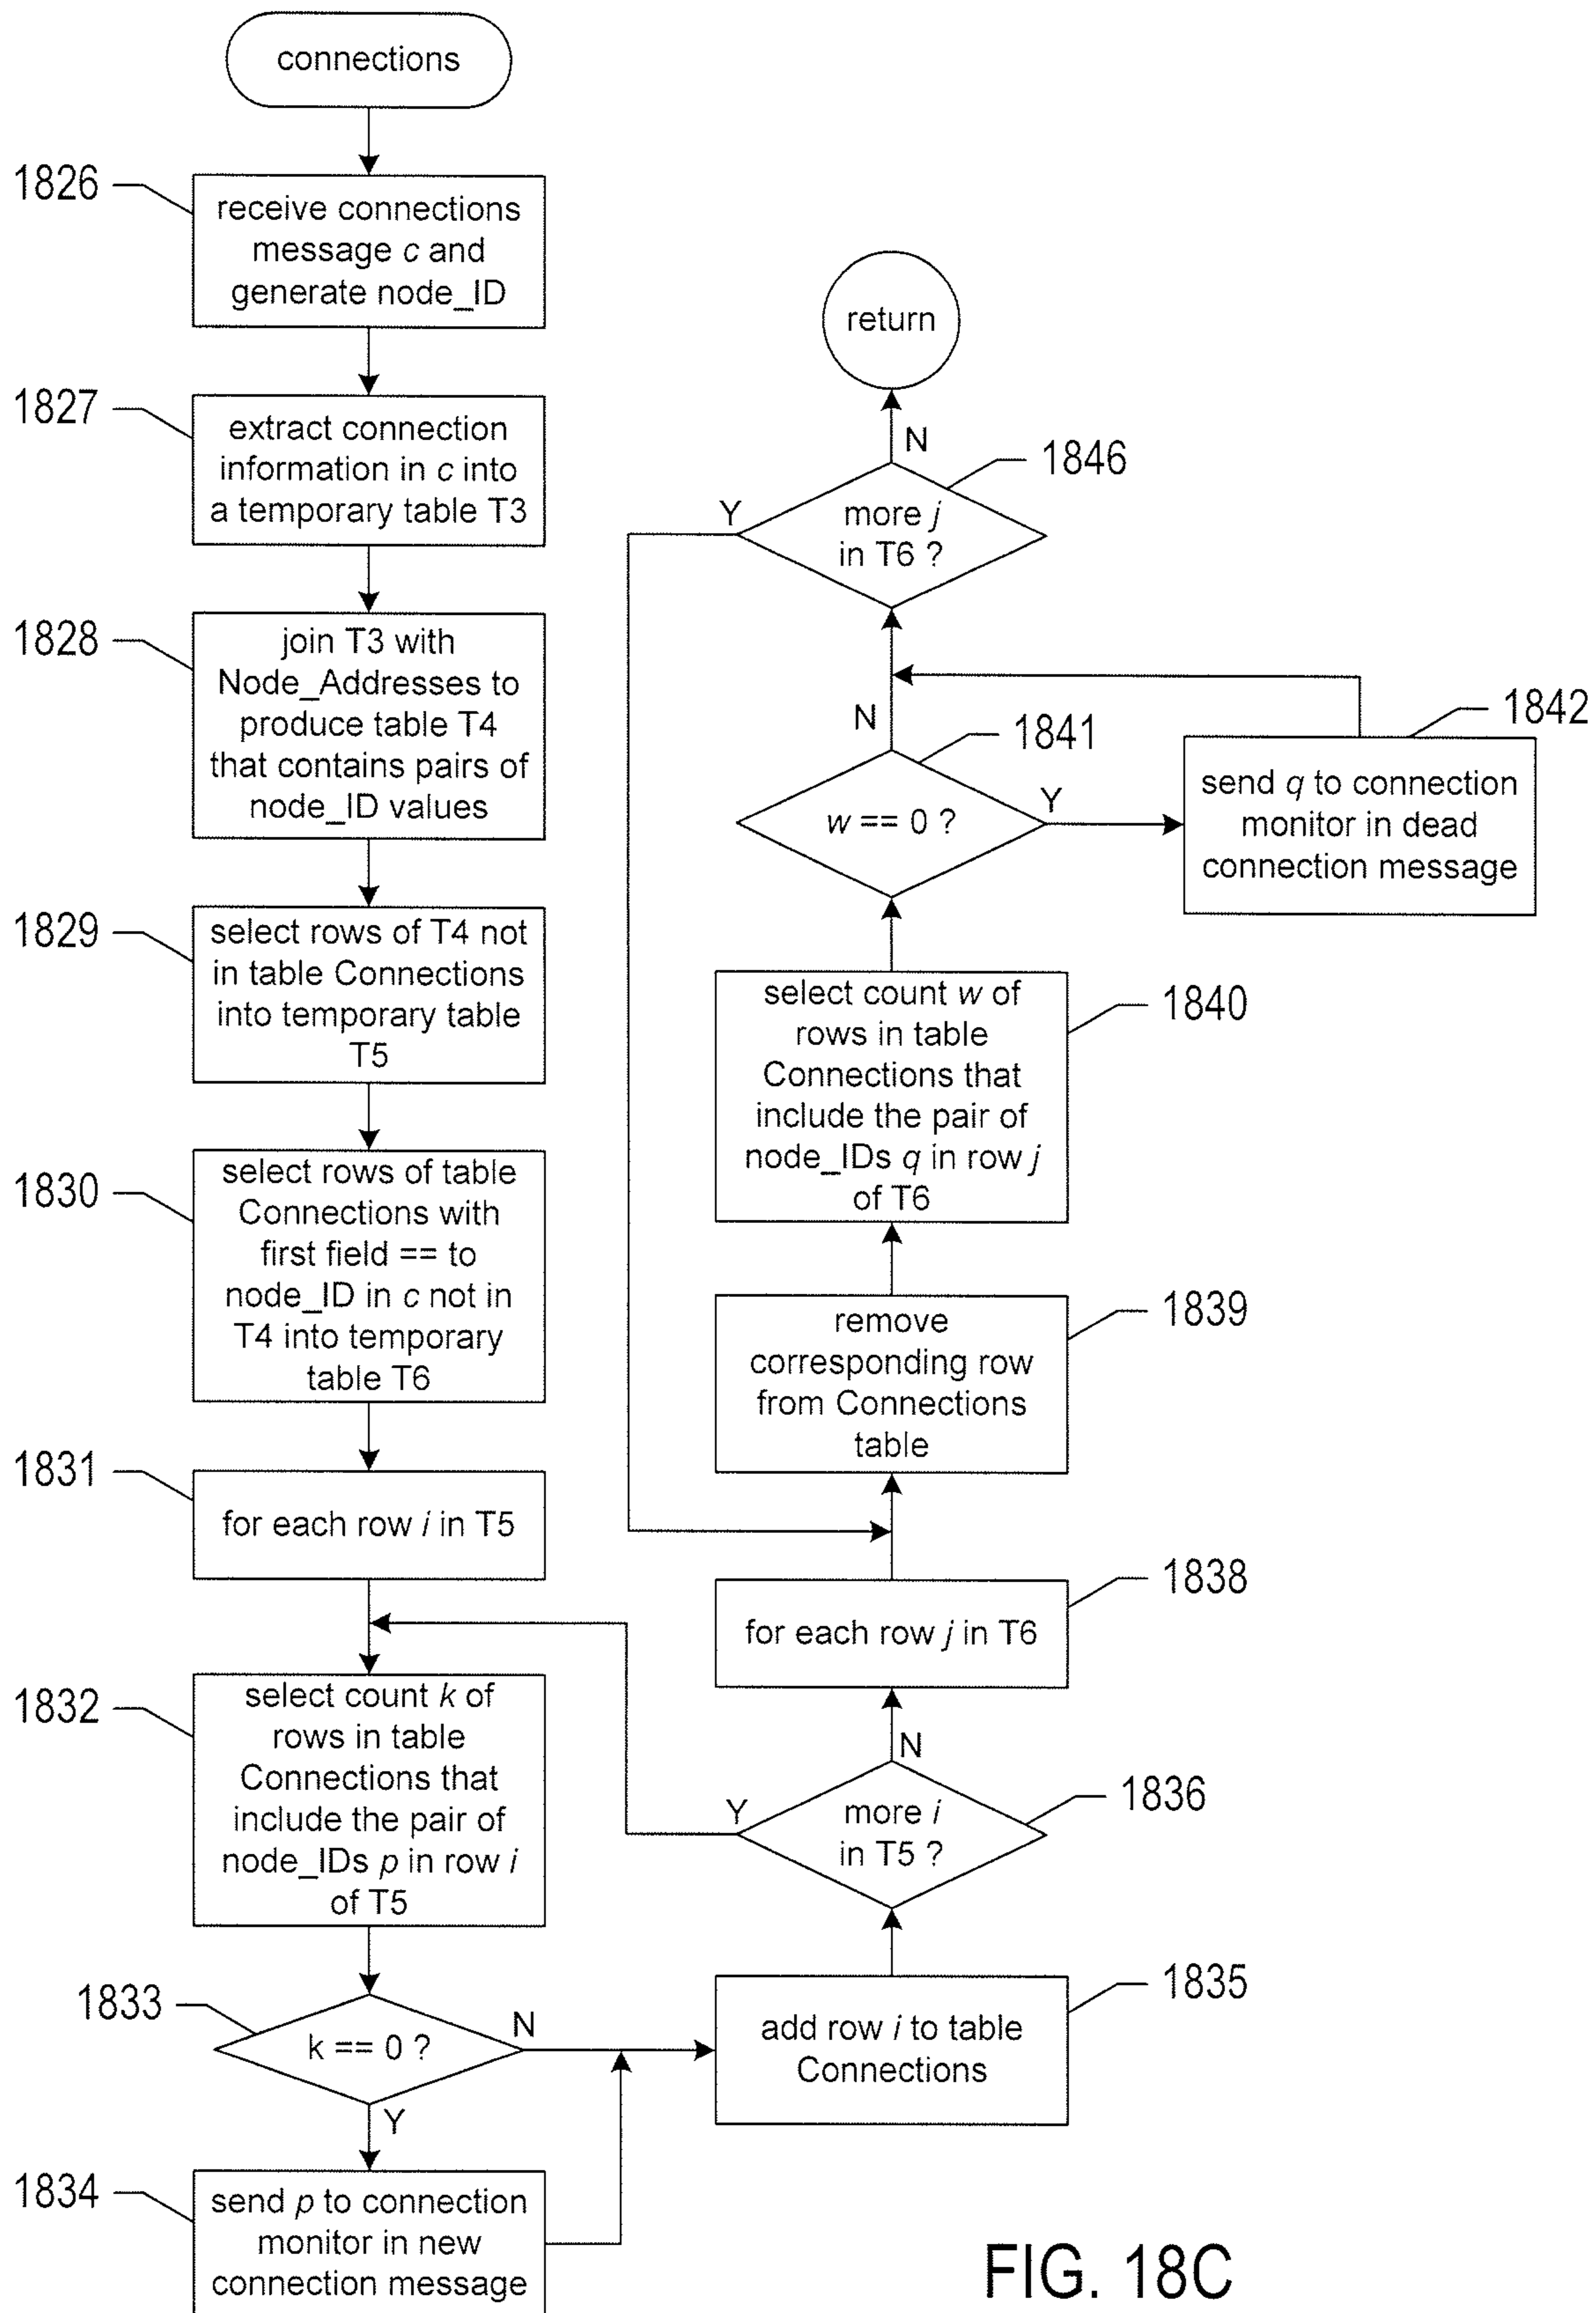 connections
1826
receive connections
message c and
generate node_ID
1827
extract connection
information in c into
a temporary table T3
1828
join T3 with
Node_Addresses to
produce table T4
that contains pairs of
node_ID values
1829
select rows of T4 not
in table Connections
into temporary table
T5
1830
select rows of table
Connections with
first field == to
node_ID in c not in
T4 into temporary
table T6
1831
for each row i in T5
1832
select count k of
rows in table
Connections that
include the pair of
node_IDs p in row i
of T5
1833
k == 0 ?
N
Y
1834
send p to connection
monitor in new
connection message
1835
add row i to table
Connections
1836
more i
in T5 ?
Y
N
1838
for each row j in T6
1839
remove
corresponding row
from Connections
table
1840
select count w of
rows in table
Connections that
include the pair of
node_IDs q in row j
of T6
1841
w == 0 ?
N
Y
1842
send q to connection
monitor in dead
connection message
1846
more j
in T6 ?
Y
N
return
FIG. 18C